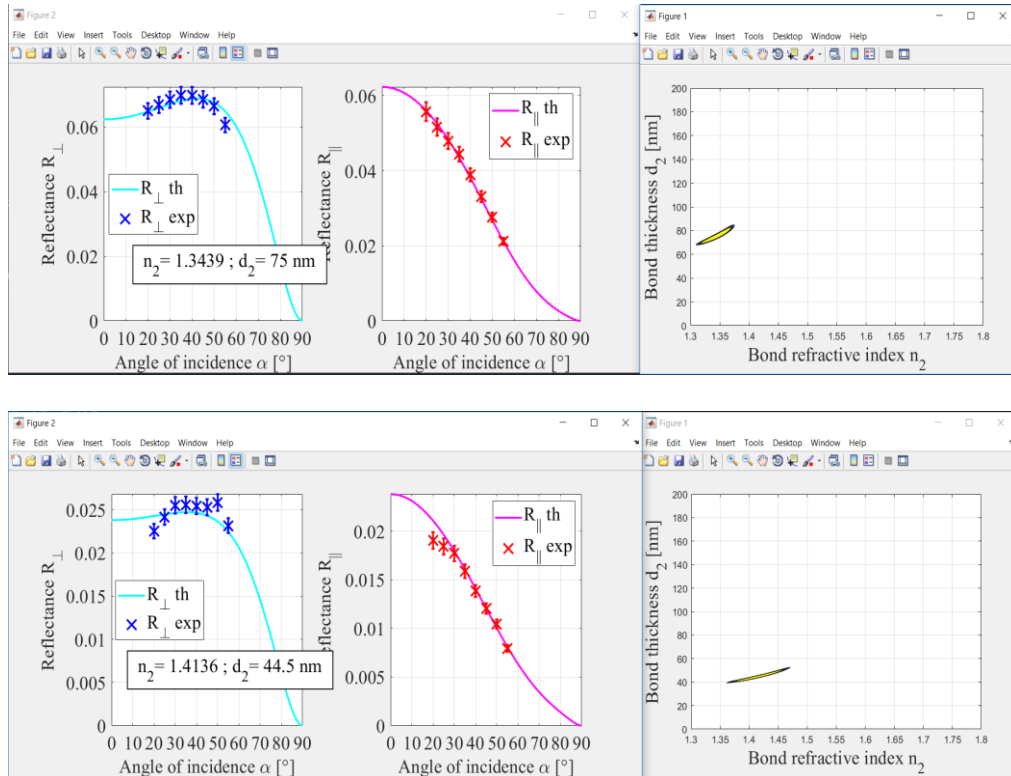 Figure 2
File Edit View Insert Tools Desktop Window Help
Reflectance R⊥
0.06
0.04
0.02
0
R⊥ th
R⊥ exp
n2= 1.3439 ; d2= 75 nm
0 10 20 30 40 50 60 70 80 90
Angle of incidence α [°]
Reflectance R||
0.06
0.04
0.02
0
R|| th
R|| exp
0 10 20 30 40 50 60 70 80 90
Angle of incidence α [°]
Figure 1
File Edit View Insert Tools Desktop Window Help
Bond thickness d2 [nm]
200
180
160
140
120
100
80
60
40
20
0
1.3 1.35 1.4 1.45 1.5 1.55 1.6 1.65 1.7 1.75 1.8
Bond refractive index n2
Figure 2
File Edit View Insert Tools Desktop Window Help
Reflectance R⊥
0.025
0.02
0.015
0.01
0.005
0
R⊥ th
R⊥ exp
n2= 1.4136 ; d2= 44.5 nm
0 10 20 30 40 50 60 70 80 90
Angle of incidence α [°]
Reflectance R||
0.02
0.015
0.01
0.005
0
R|| th
R|| exp
0 10 20 30 40 50 60 70 80 90
Angle of incidence α [°]
Figure 1
File Edit View Insert Tools Desktop Window Help
Bond thickness d2 [nm]
200
180
160
140
120
100
80
60
40
20
0
1.3 1.35 1.4 1.45 1.5 1.55 1.6 1.65 1.7 1.75 1.8
Bond refractive index n2